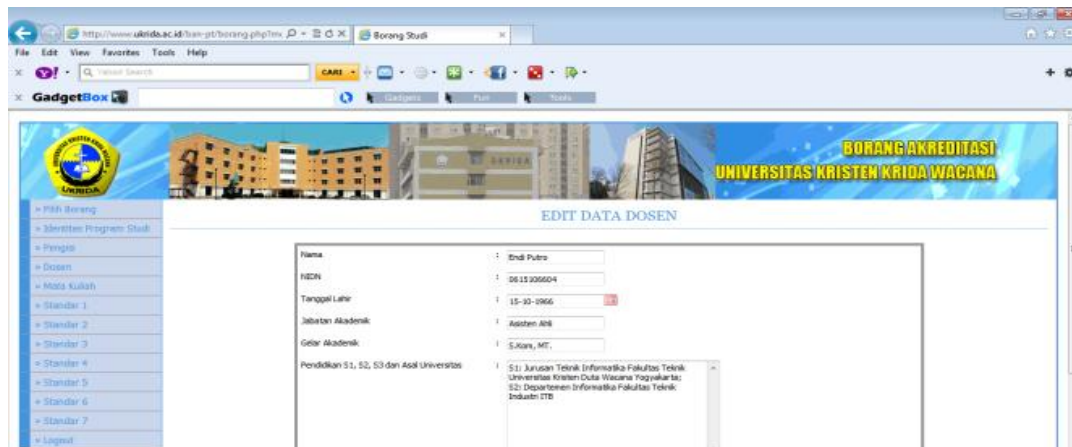 http://www.ukrida.ac.id/ban-pt/borang.php?m
Borang Studi
File Edit View Favorites Tools Help
Y! Yahoo Search
CARI
GadgetBox
Gadgets Fun Tools
UKRIDA
BORANG AKREDITASI
UNIVERSITAS KRISTEN KRIDA WACANA
» Pilih Borang
» Identitas Program Studi
» Pengisi
» Dosen
» Mata Kuliah
» Standar 1
» Standar 2
» Standar 3
» Standar 4
» Standar 5
» Standar 6
» Standar 7
» Logout
EDIT DATA DOSEN
Nama : Endi Putro
NIDN : 0615106604
Tanggal Lahir : 15-10-1966
Jabatan Akademik : Asisten Ahli
Gelar Akademik : S.Kom, MT.
Pendidikan S1, S2, S3 dan Asal Universitas : S1: Jurusan Teknik Informatika Fakultas Teknik
Universitas Kristen Duta Wacana Yogyakarta;
S2: Departemen Informatika Fakultas Teknik
Industri ITB